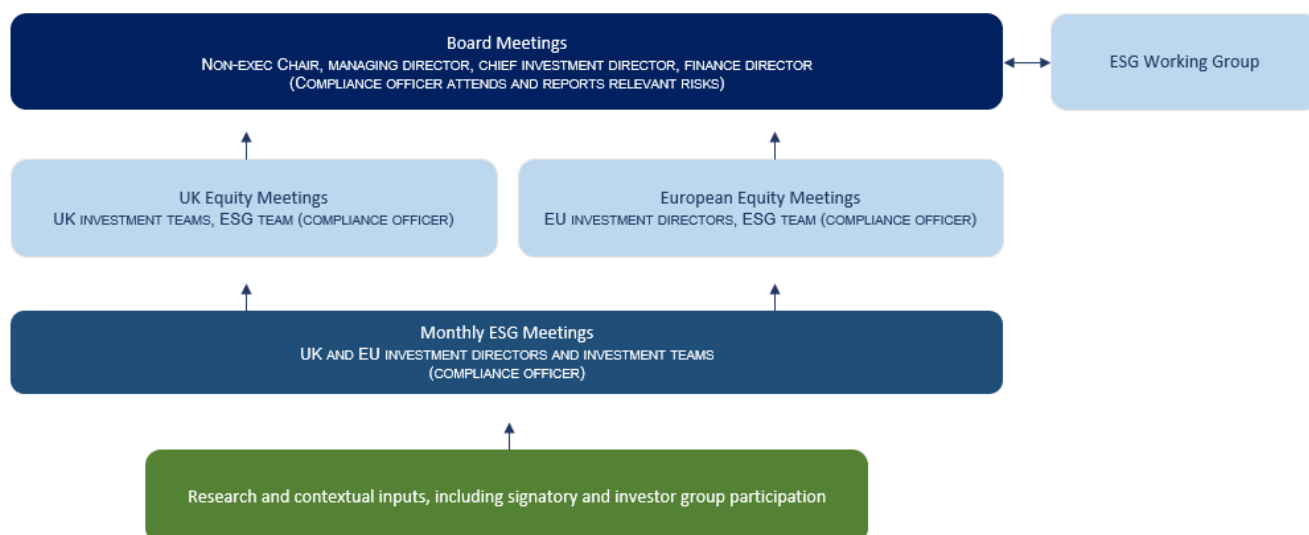 Board Meetings
NON-EXEC CHAIR, MANAGING DIRECTOR, CHIEF INVESTMENT DIRECTOR, FINANCE DIRECTOR
(COMPLIANCE OFFICER ATTENDS AND REPORTS RELEVANT RISKS)
ESG Working Group
UK Equity Meetings
UK INVESTMENT TEAMS, ESG TEAM (COMPLIANCE OFFICER)
European Equity Meetings
EU INVESTMENT DIRECTORS, ESG TEAM (COMPLIANCE OFFICER)
Monthly ESG Meetings
UK AND EU INVESTMENT DIRECTORS AND INVESTMENT TEAMS
(COMPLIANCE OFFICER)
Research and contextual inputs, including signatory and investor group participation